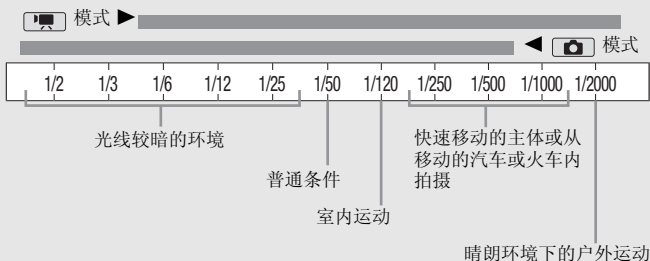 模式
模式
1/2 1/3 1/6 1/12 1/25 1/50 1/120 1/250 1/500 1/1000 1/2000
光线较暗的环境
快速移动的主体或从
移动的汽车或火车内
拍摄
普通条件
室内运动
晴朗环境下的户外运动